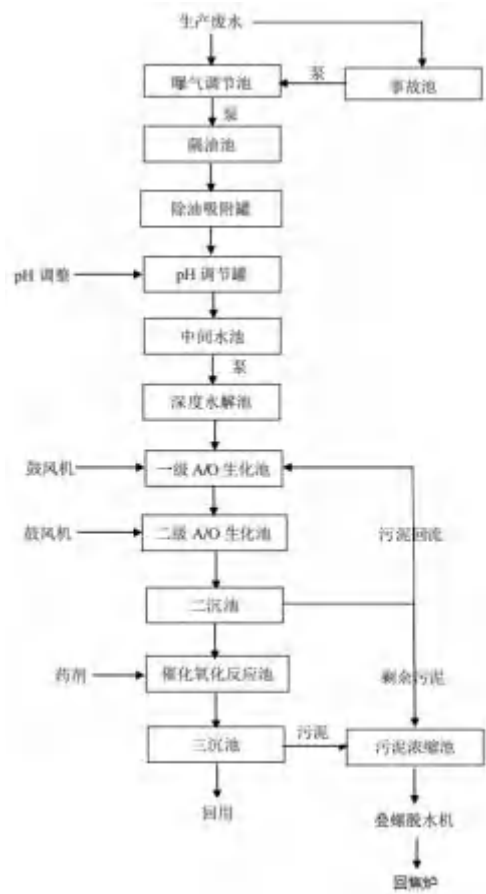 生产废水
泵
曝气调节池
事故池
泵
隔油池
除油吸附罐
pH 调整
pH 调节罐
中间水池
泵
深度水解池
鼓风机
一级 A/O 生化池
鼓风机
二级 A/O 生化池
污泥回流
二沉池
药剂
催化氧化反应池
剩余污泥
三沉池
污泥
污泥浓缩池
回用
叠螺脱水机
回焦炉